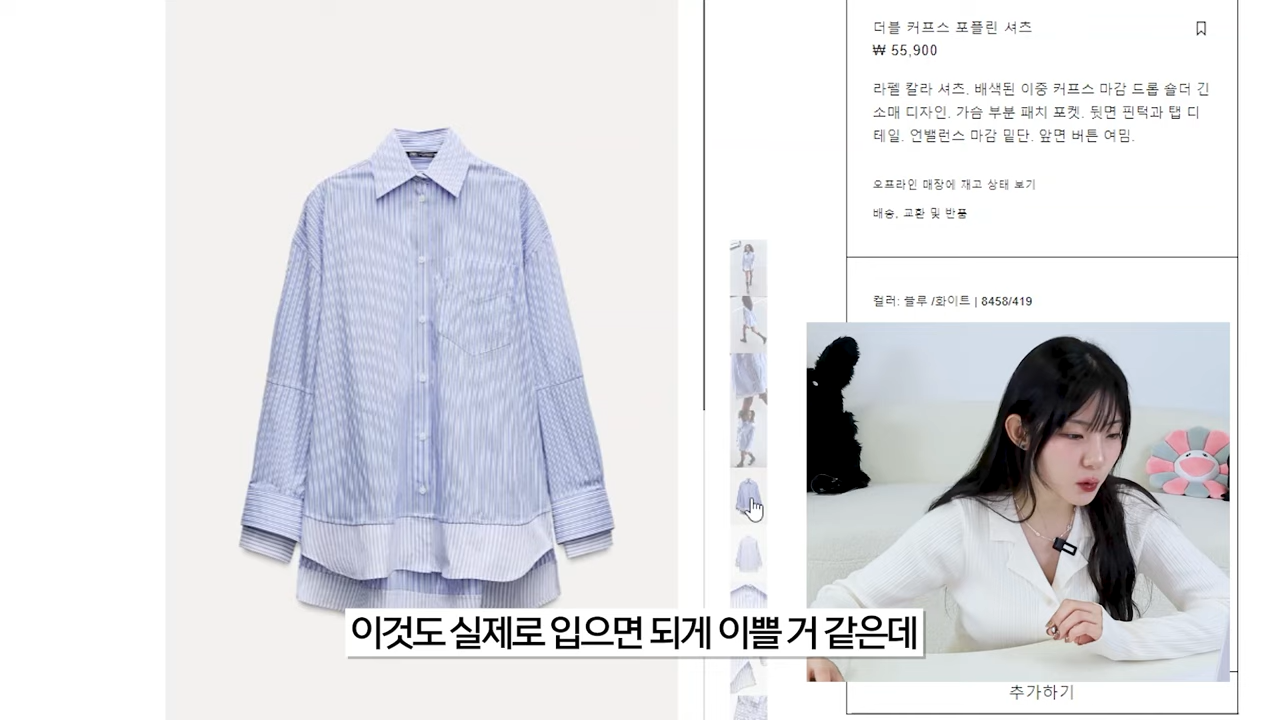 더블 커프스 포플린 셔츠
₩ 55,900
라펠 칼라 셔츠. 배색된 이중 커프스 마감 드롭 숄더 긴
소매 디자인. 가슴 부분 패치 포켓. 뒷면 핀턱과 탭 디
테일. 언밸런스 마감 밑단. 앞면 버튼 여밈.
오프라인 매장에 재고 상태 보기
배송, 교환 및 반품
컬러: 블루 /화이트 | 8458/419
이것도 실제로 입으면 되게 이쁠 거 같은데
추가하기